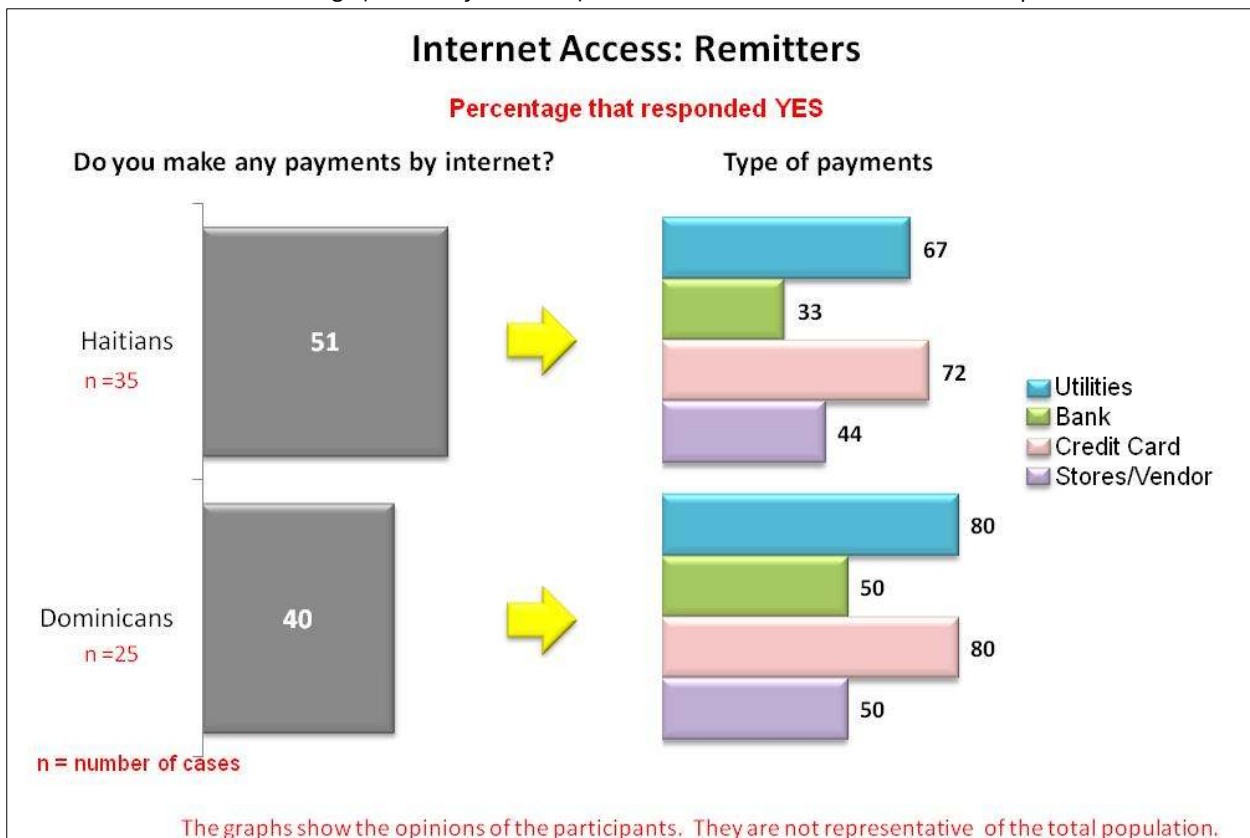 Internet Access: Remitters
Percentage that responded YES
Do you make any payments by internet?
Type of payments
Haitians
n =35
51
67
33
72
44
Utilities
Bank
Credit Card
Stores/Vendor
Dominicans
n =25
40
80
50
80
50
n = number of cases
The graphs show the opinions of the participants. They are not representative of the total population.